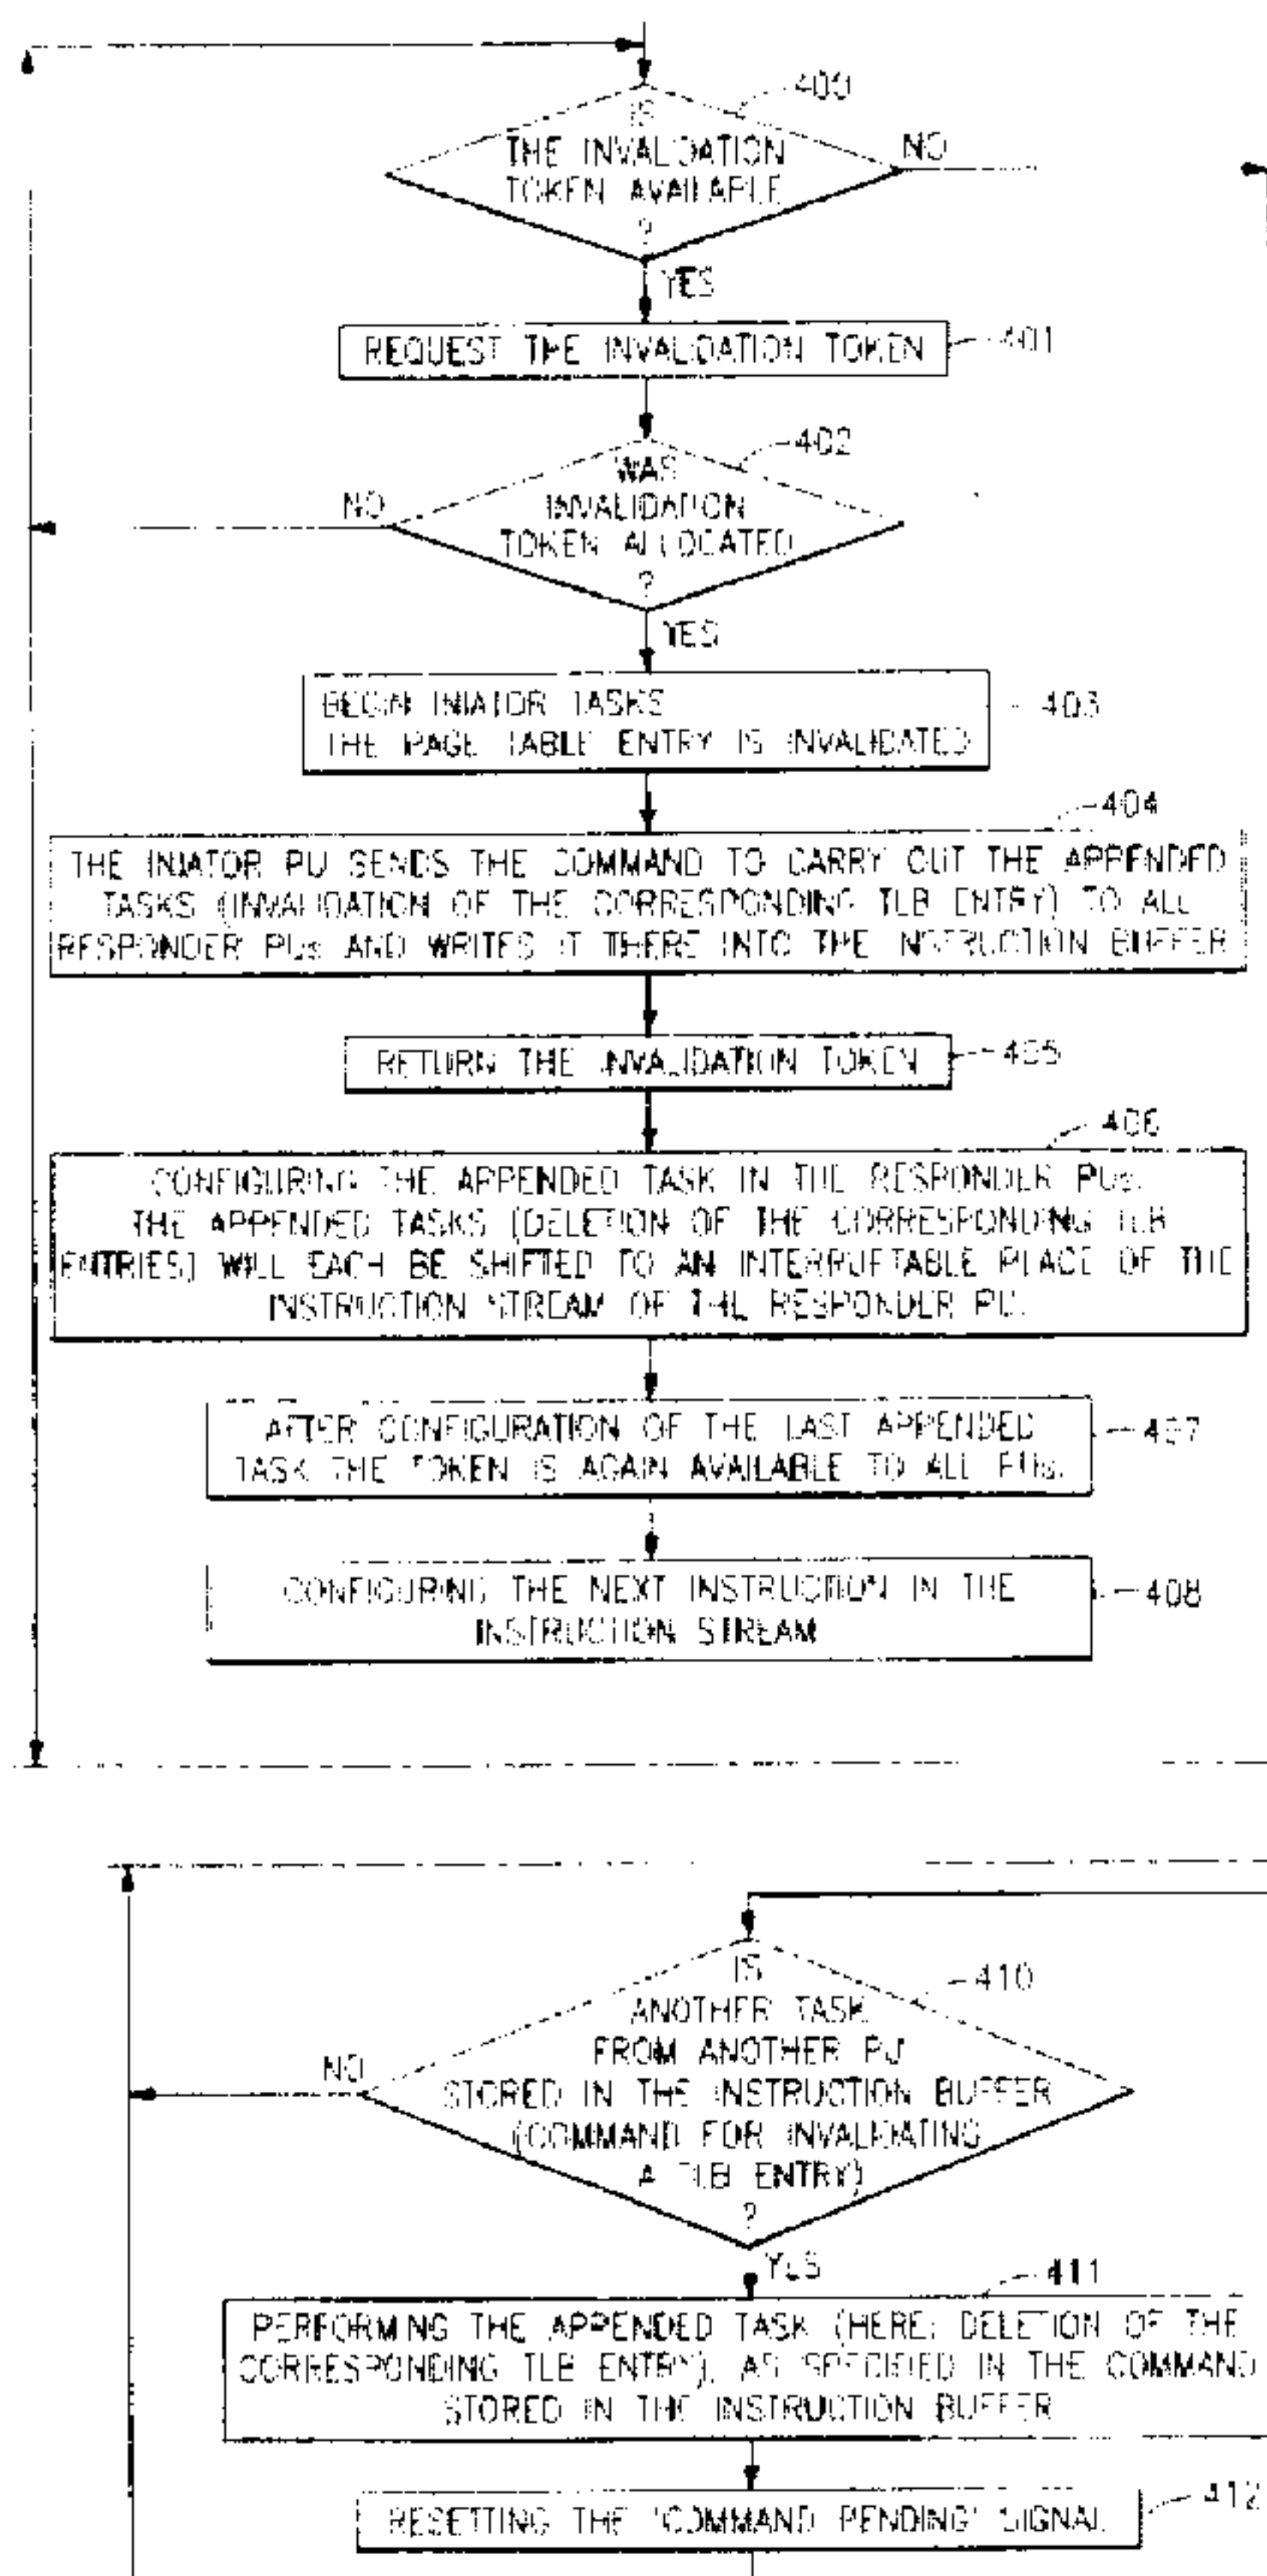 400
IS
THE INVALIDATION
TOKEN AVAILABLE
?
NO
YES
REQUEST THE INVALIDATION TOKEN
401
402
WAS
INVALIDATION
TOKEN ALLOCATED
?
NO
YES
BEGIN INIATOR TASKS
THE PAGE TABLE ENTRY IS INVALIDATED
403
404
THE INIATOR PU SENDS THE COMMAND TO CARRY OUT THE APPENDED
TASKS (INVALIDATION OF THE CORRESPONDING TLB ENTRY) TO ALL
RESPONDER PUs AND WRITES IT THERE INTO THE INSTRUCTION BUFFER
RETURN THE INVALIDATION TOKEN
405
406
CONFIGURING THE APPENDED TASK IN THE RESPONDER PUs.
THE APPENDED TASKS (DELETION OF THE CORRESPONDING TLB
ENTRIES) WILL EACH BE SHIFTED TO AN INTERRUPTABLE PLACE OF THE
INSTRUCTION STREAM OF THE RESPONDER PU.
AFTER CONFIGURATION OF THE LAST APPENDED
TASK THE TOKEN IS AGAIN AVAILABLE TO ALL PUs.
407
CONFIGURING THE NEXT INSTRUCTION IN THE
INSTRUCTION STREAM
408
IS
ANOTHER TASK
FROM ANOTHER PU
STORED IN THE INSTRUCTION BUFFER
(COMMAND FOR INVALIDATING
A TLB ENTRY)
?
410
NO
YES
411
PERFORMING THE APPENDED TASK (HERE: DELETION OF THE
CORRESPONDING TLB ENTRY), AS SPECIFIED IN THE COMMAND
STORED IN THE INSTRUCTION BUFFER
RESETTING THE 'COMMAND PENDING' SIGNAL
412